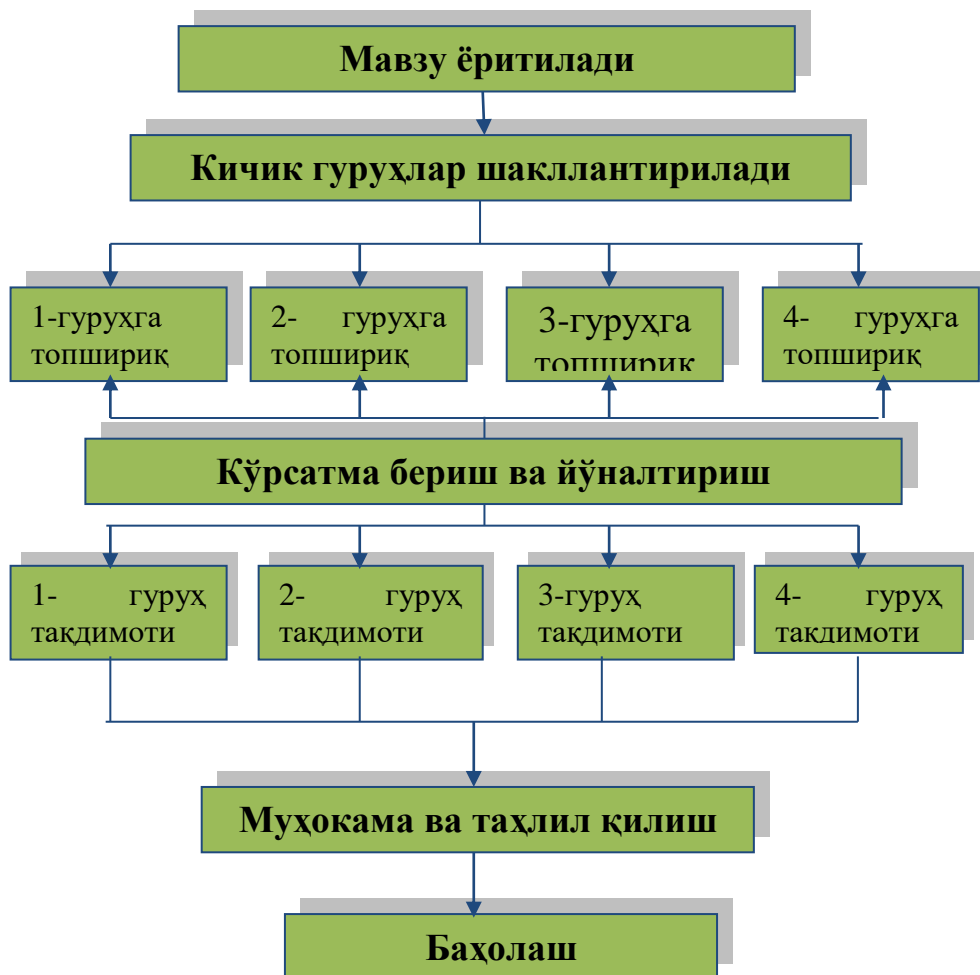 Мавзу ёритилади
Кичик гуруҳлар шакллантирилади
1-гуруҳга
топшириқ
2- гуруҳга
топшириқ
3-гуруҳга
топшириқ
4- гуруҳга
топшириқ
Кўрсатма бериш ва йўналтириш
1- гуруҳ
тақдимоти
2- гуруҳ
тақдимоти
3-гуруҳ
тақдимоти
4- гуруҳ
тақдимоти
Муҳокама ва таҳлил қилиш
Баҳолаш